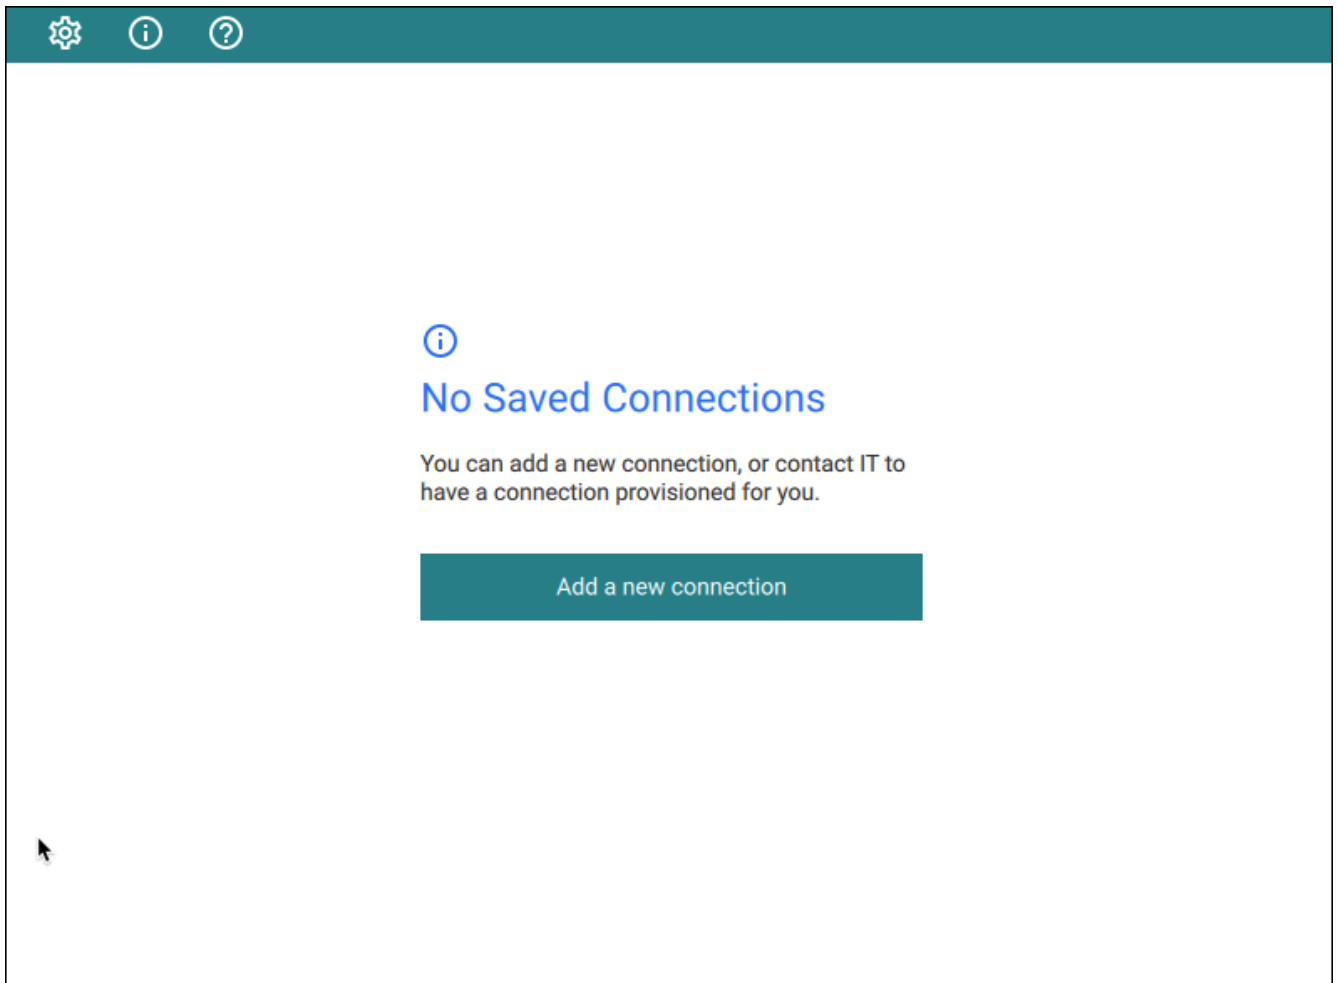 No Saved Connections
You can add a new connection, or contact IT to
have a connection provisioned for you.
Add a new connection